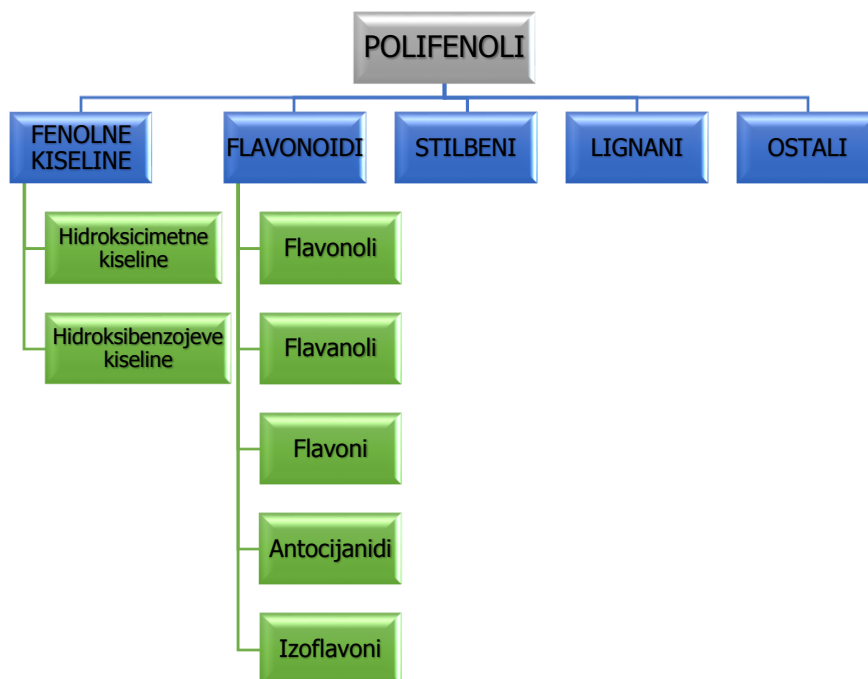 POLIFENOLI
FENOLNE
KISELINE
FLAVONOIDI
STILBENI
LIGNANI
OSTALI
Hidroksicimetne
kiseline
Hidroksibenzojeve
kiseline
Flavonoli
Flavanoli
Flavoni
Antocijanidi
Izoflavoni